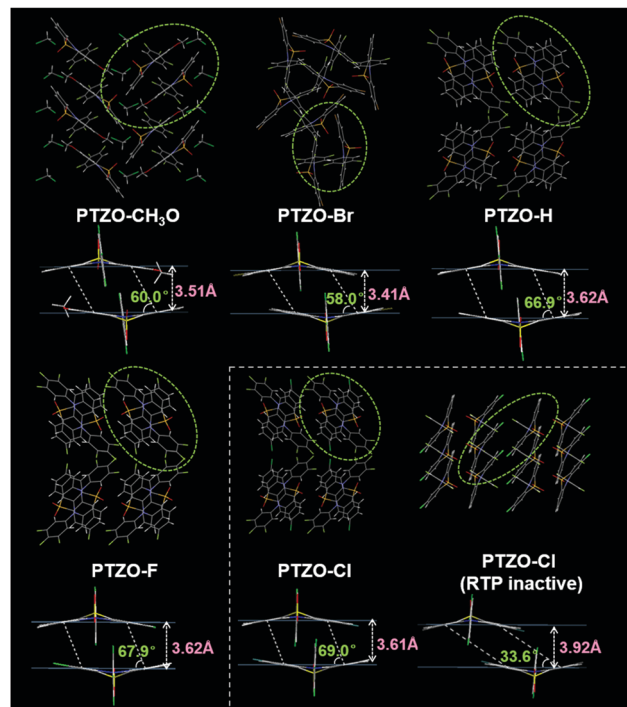 PTZO-CH₃O
PTZO-Br
PTZO-H
60.0°
3.51Å
58.0°
3.41Å
66.9°
3.62Å
PTZO-F
PTZO-Cl
PTZO-Cl
(RTP inactive)
67.9°
3.62Å
69.0°
3.61Å
33.6°
3.92Å